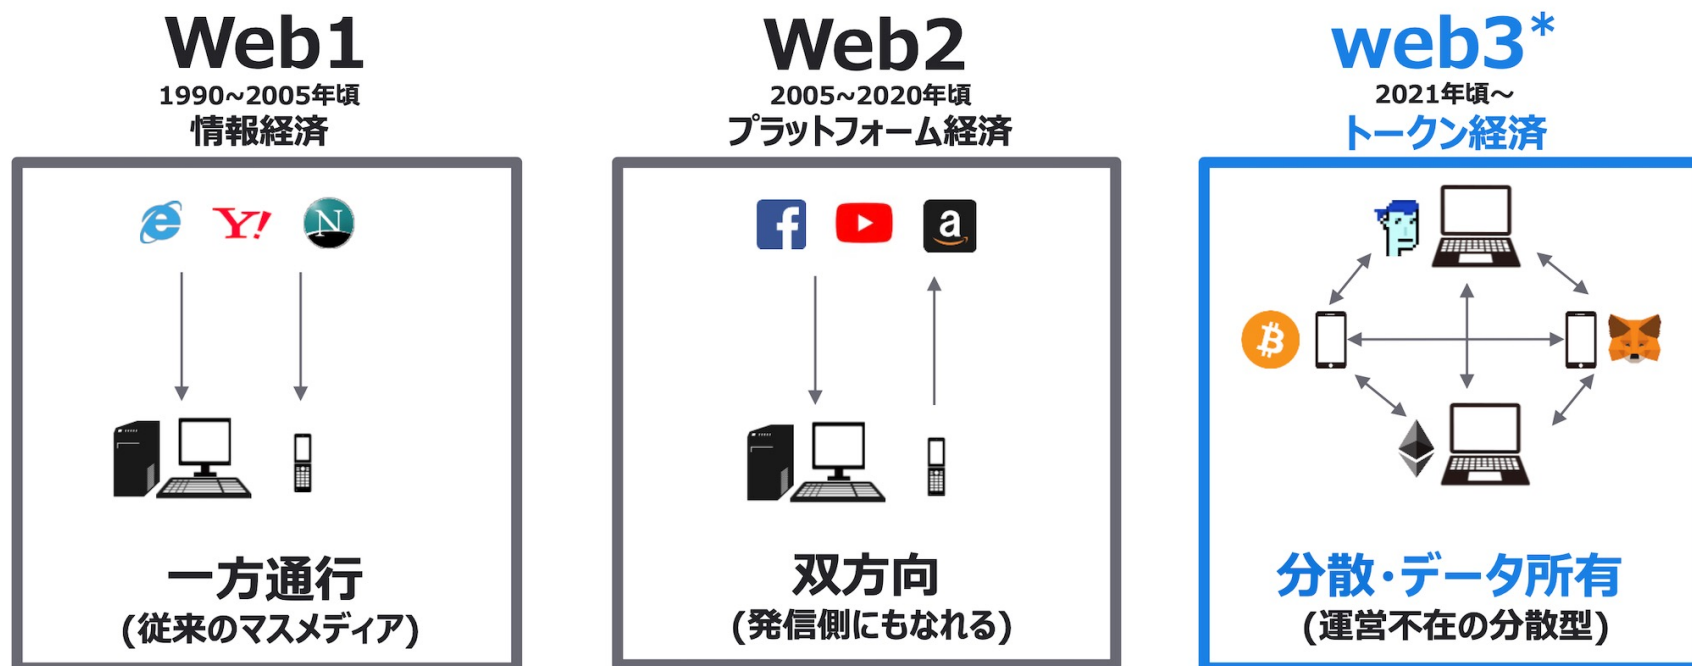 Web1
1990~2005年頃
情報経済
Y!
N
一方通行
(従来のマスメディア)
Web2
2005~2020年頃
プラットフォーム経済
f
a
双方向
(発信側にもなれる)
web3*
2021年頃～
トークン経済
分散・データ所有
(運営不在の分散型)